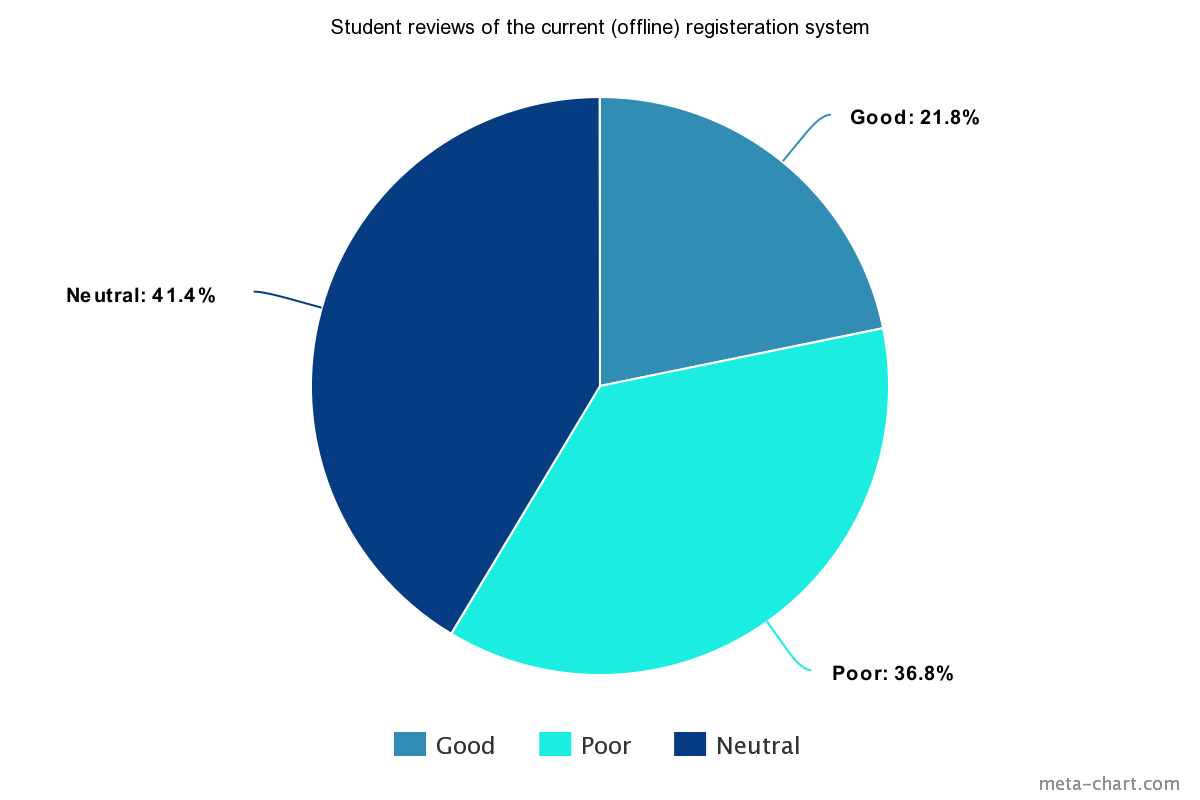 Student reviews of the current (offline) registeration system
Good: 21.8%
Neutral: 41.4%
Poor: 36.8%
Good
Poor
Neutral
meta-chart.com